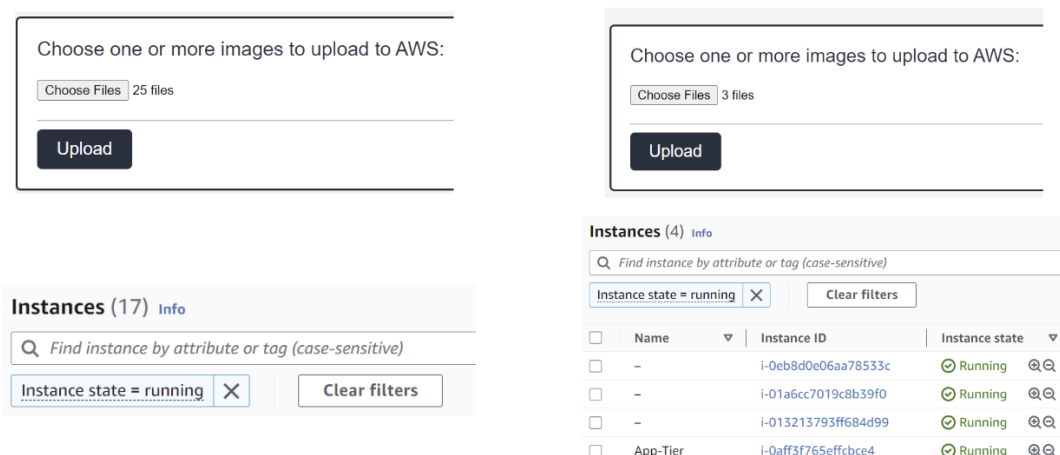 Choose one or more images to upload to AWS:
Choose Files 25 files
Upload
Instances (17) Info
Find instance by attribute or tag (case-sensitive)
Instance state = running
Clear filters
Choose one or more images to upload to AWS:
Choose Files 3 files
Upload
Instances (4) Info
Find instance by attribute or tag (case-sensitive)
Instance state = running
Clear filters
Name Instance ID Instance state
– i-0eb8d0e06aa78533c Running
– i-01a6cc7019c8b39f0 Running
– i-013213793ff684d99 Running
App-Tier i-0aff3f765effcbce4 Running